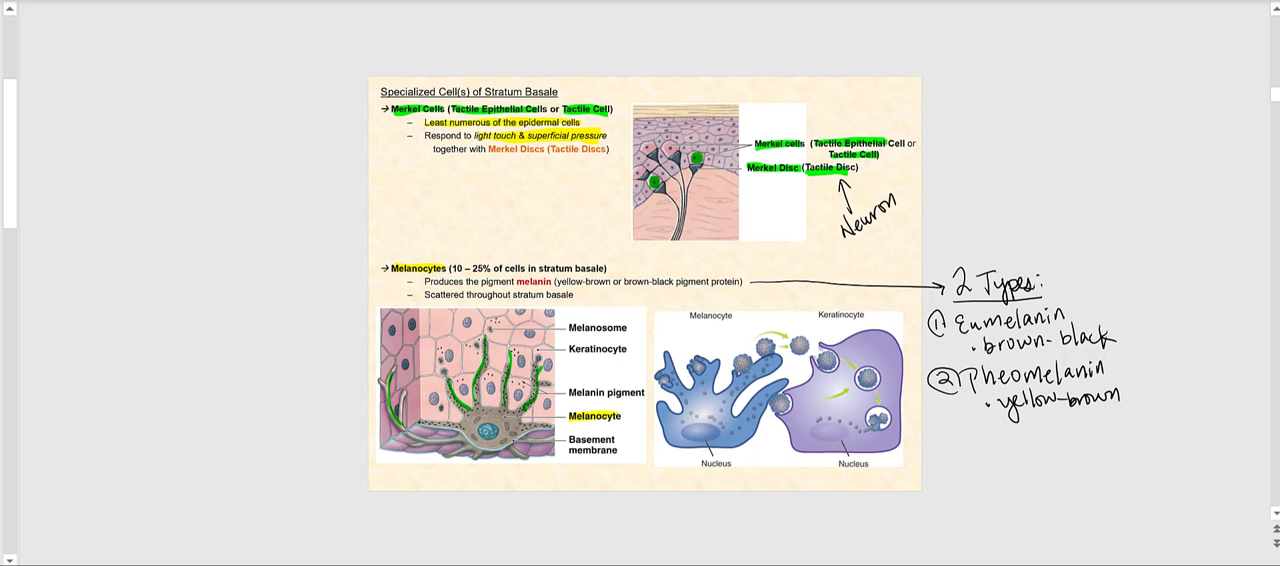 Specialized Cell(s) of Stratum Basale
→ Merkel Cells (Tactile Epithelial Cells or Tactile Cell)
– Least numerous of the epidermal cells
– Respond to light touch & superficial pressure
together with Merkel Discs (Tactile Discs)
Merkel cells (Tactile Epithelial Cell or
Tactile Cell)
Merkel Disc (Tactile Disc)
Neuron
→ Melanocytes (10 – 25% of cells in stratum basale)
– Produces the pigment melanin (yellow-brown or brown-black pigment protein)
– Scattered throughout stratum basale
2 Types:
① Eumelanin
· brown-black
② Pheomelanin
· yellow-brown
Melanosome
Keratinocyte
Melanin pigment
Melanocyte
Basement
membrane
Melanocyte
Keratinocyte
Nucleus
Nucleus